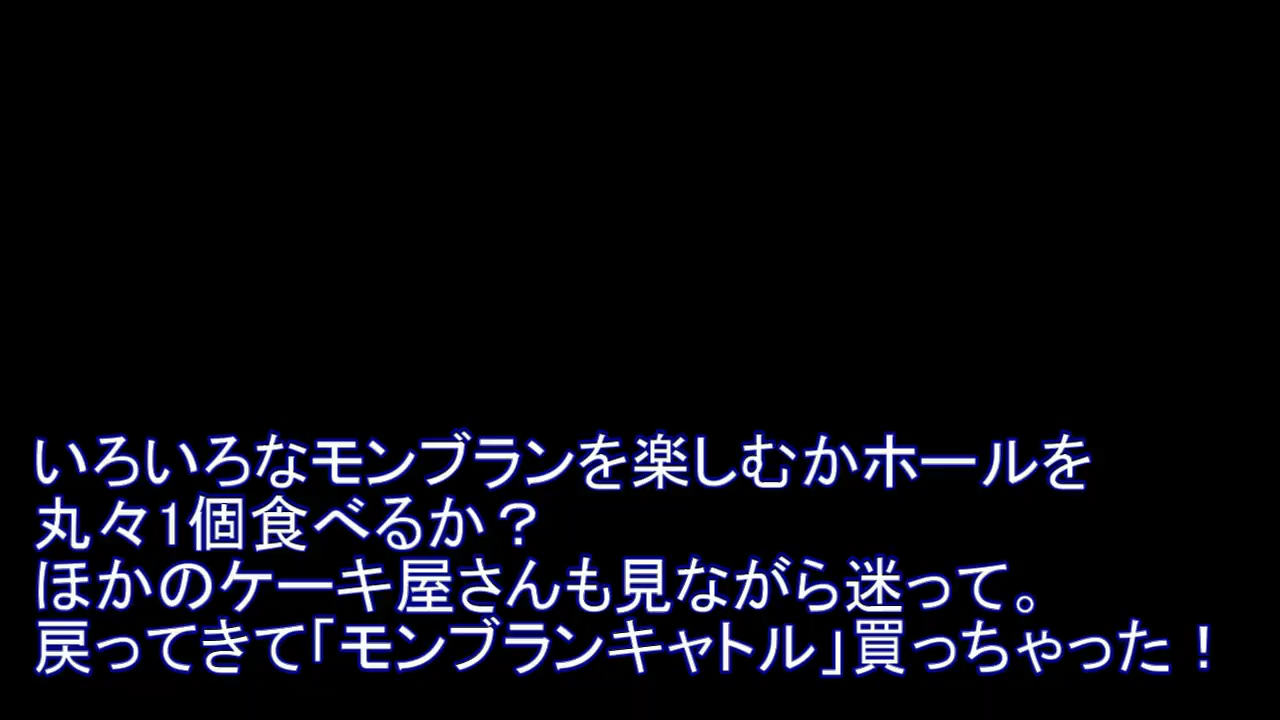 いろいろなモンブランを楽しむかホールを
丸々1個食べるか？
ほかのケーキ屋さんも見ながら迷って。
戻ってきて「モンブランキャトル」買っちゃった！